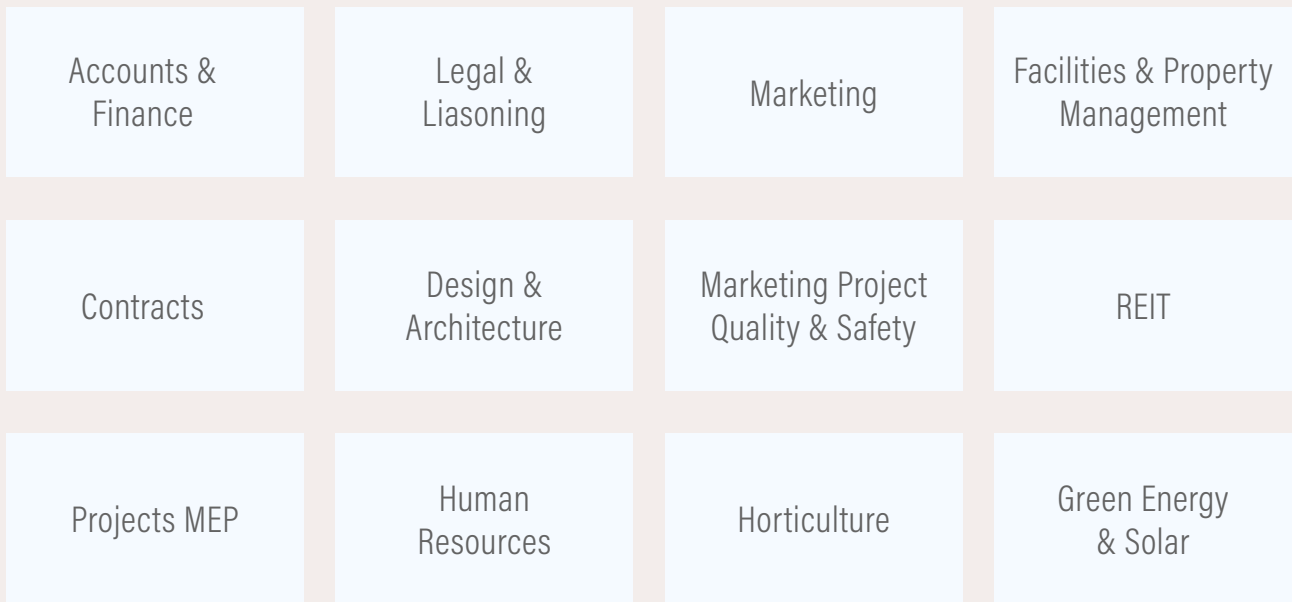 Accounts &
Finance
Legal &
Liasoning
Marketing
Facilities & Property
Management
Contracts
Design &
Architecture
Marketing Project
Quality & Safety
REIT
Projects MEP
Human
Resources
Horticulture
Green Energy
& Solar